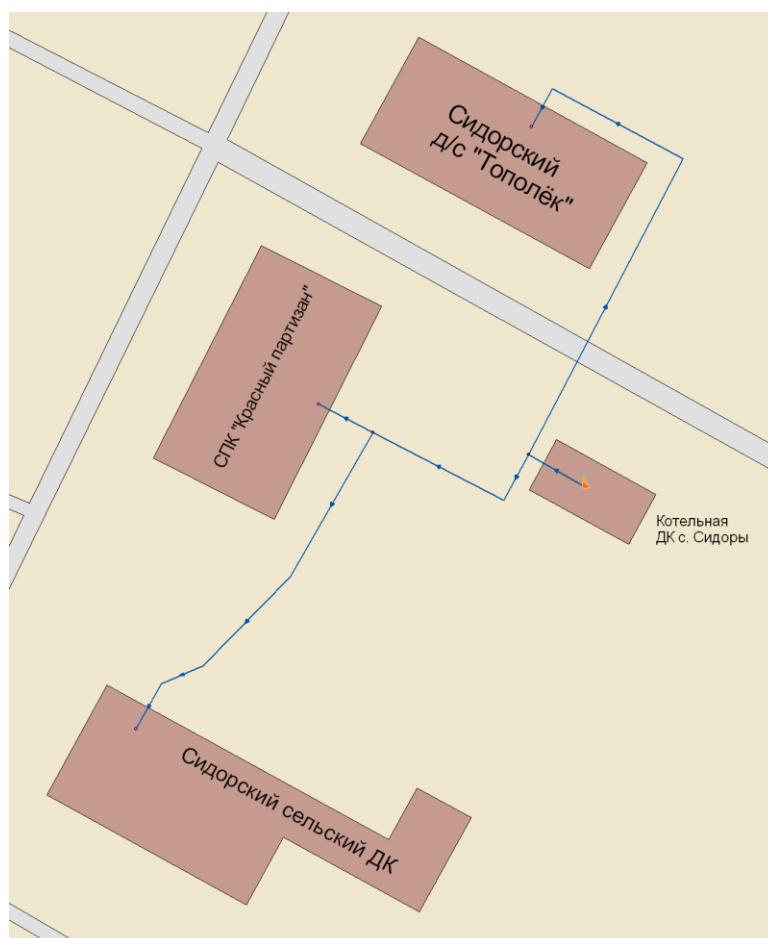 Сидорский
д/с "Тополёк"
СПК "Красный партизан"
Котельная
ДК с. Сидоры
Сидорский сельский ДК